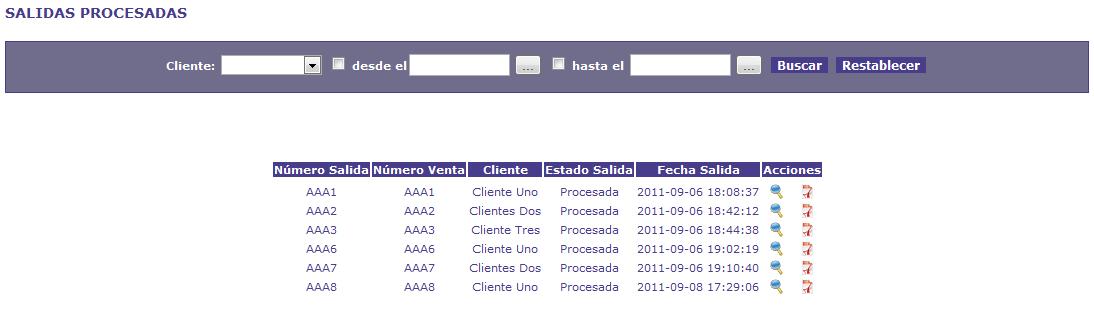 SALIDAS PROCESADAS
Cliente: desde el ... hasta el ... Buscar Restablecer
Número Salida Número Venta Cliente Estado Salida Fecha Salida Acciones
AAA1 AAA1 Cliente Uno Procesada 2011-09-06 18:08:37
AAA2 AAA2 Clientes Dos Procesada 2011-09-06 18:42:12
AAA3 AAA3 Cliente Tres Procesada 2011-09-06 18:44:38
AAA6 AAA6 Cliente Uno Procesada 2011-09-06 19:02:19
AAA7 AAA7 Clientes Dos Procesada 2011-09-06 19:10:40
AAA8 AAA8 Cliente Uno Procesada 2011-09-08 17:29:06